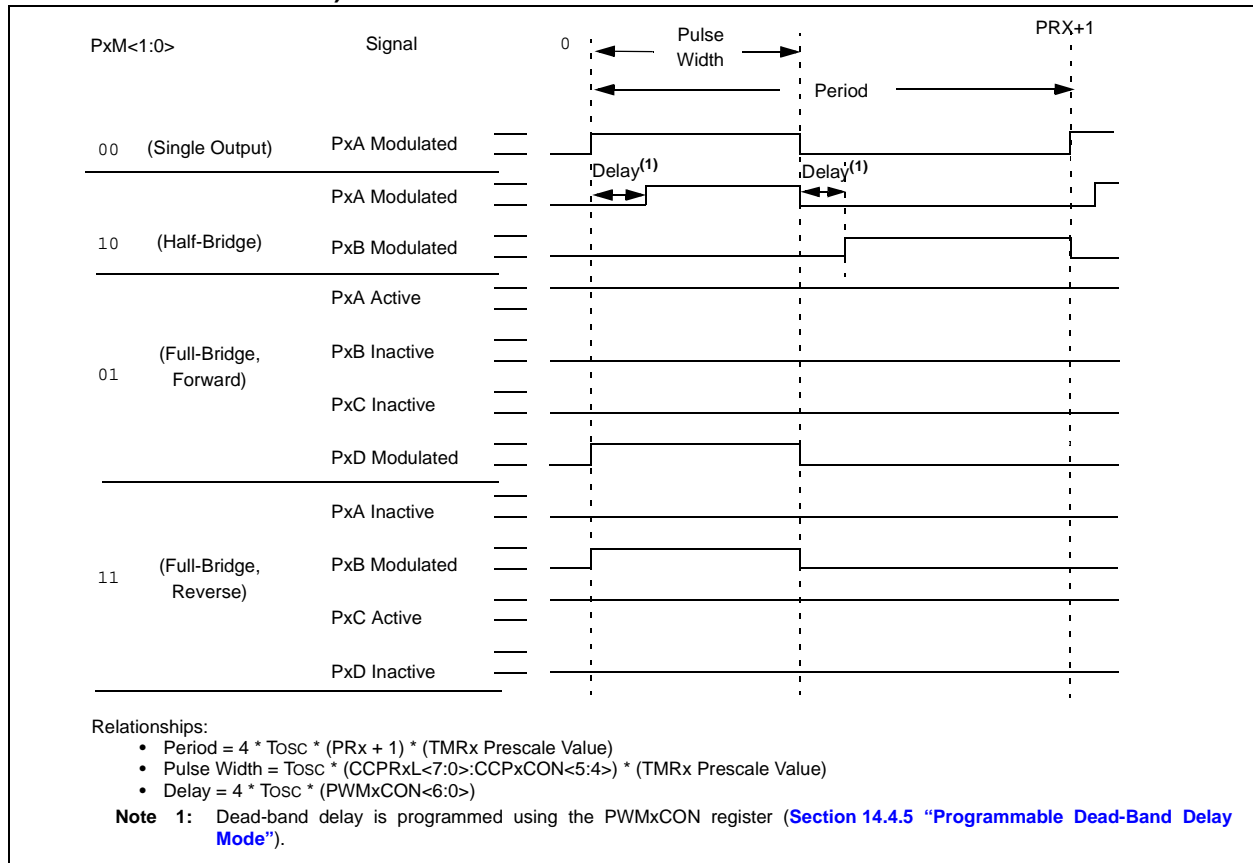 PxM<1:0> Signal 0 Pulse Width PRX+1
Period
00 (Single Output) PxA Modulated
Delay(1) Delay(1)
PxA Modulated
10 (Half-Bridge) PxB Modulated
PxA Active
01 (Full-Bridge, Forward) PxB Inactive
PxC Inactive
PxD Modulated
PxA Inactive
11 (Full-Bridge, Reverse) PxB Modulated
PxC Active
PxD Inactive
Relationships:
• Period = 4 * TOSC * (PRx + 1) * (TMRx Prescale Value)
• Pulse Width = TOSC * (CCPRxL<7:0>:CCPxCON<5:4>) * (TMRx Prescale Value)
• Delay = 4 * TOSC * (PWMxCON<6:0>)
Note 1: Dead-band delay is programmed using the PWMxCON register (Section 14.4.5 “Programmable Dead-Band Delay
Mode”).